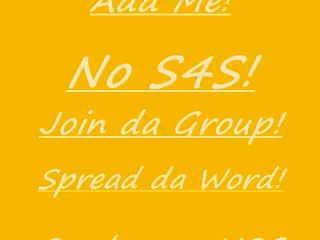 Add Me!
No S4S!
Join da Group!
Spread da Word!